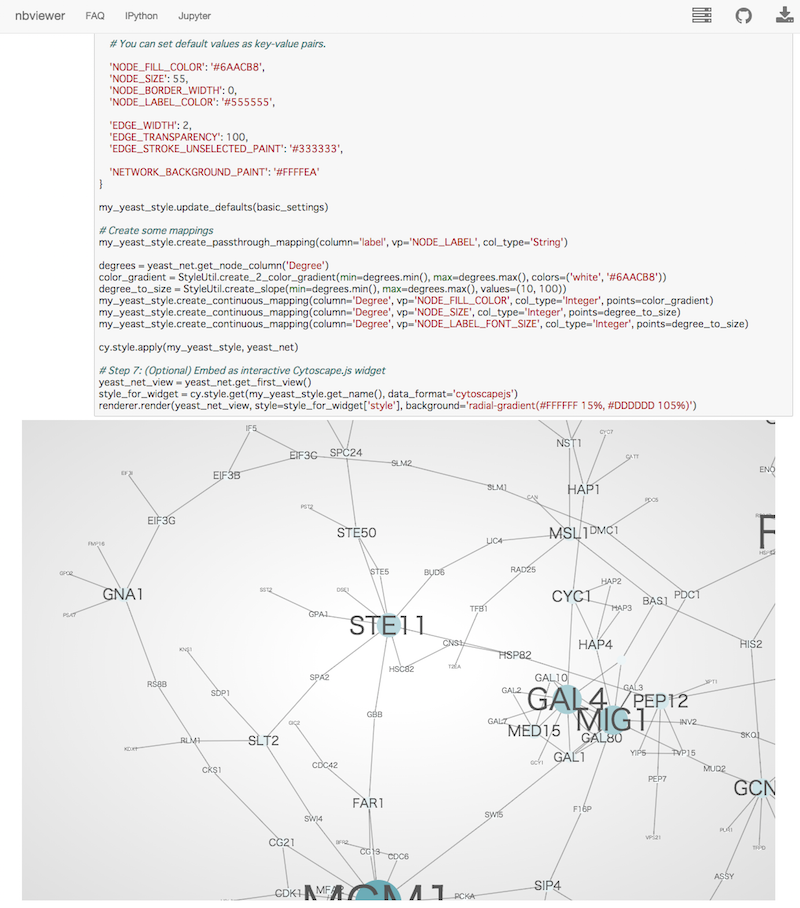 nbviewer FAQ IPython Jupyter
# You can set default values as key-value pairs.
'NODE_FILL_COLOR': '#6AACB8',
'NODE_SIZE': 55,
'NODE_BORDER_WIDTH': 0,
'NODE_LABEL_COLOR': '#555555',
'EDGE_WIDTH': 2,
'EDGE_TRANSPARENCY': 100,
'EDGE_STROKE_UNSELECTED_PAINT': '#333333',
'NETWORK_BACKGROUND_PAINT': '#FFFFEA'
}
my_yeast_style.update_defaults(basic_settings)
# Create some mappings
my_yeast_style.create_passthrough_mapping(column='label', vp='NODE_LABEL', col_type='String')
degrees = yeast_net.get_node_column('Degree')
color_gradient = StyleUtil.create_2_color_gradient(min=degrees.min(), max=degrees.max(), colors=('white', '#6AACB8'))
degree_to_size = StyleUtil.create_slope(min=degrees.min(), max=degrees.max(), values=(10, 100))
my_yeast_style.create_continuous_mapping(column='Degree', vp='NODE_FILL_COLOR', col_type='Integer', points=color_gradient)
my_yeast_style.create_continuous_mapping(column='Degree', vp='NODE_SIZE', col_type='Integer', points=degree_to_size)
my_yeast_style.create_continuous_mapping(column='Degree', vp='NODE_LABEL_FONT_SIZE', col_type='Integer', points=degree_to_size)
cy.style.apply(my_yeast_style, yeast_net)
# Step 7: (Optional) Embed as interactive Cytoscape.js widget
yeast_net_view = yeast_net.get_first_view()
style_for_widget = cy.style.get(my_yeast_style.get_name(), data_format='cytoscapejs')
renderer.render(yeast_net_view, style=style_for_widget['style'], background='radial-gradient(#FFFFFF 15%, #DDDDDD 105%)')
IF5
CYC7
NST1
EIF3C
SPC24
SLM2
EIF3B
HAP1
SLM1
EIF3G
STE50
MSL1
DMC1
UC4
STE5
BUD6
RAD25
HAP2
GNA1
CYC1
BAS1
PDC1
HAP3
TFB1
GPA1
STE11
HAP4
HIS2
CNS1
HSP82
HSC82
SPA2
GAL10
RS8B
GAL2
GAL3
SDP1
GAL4
PEP12
GBB
GAL7
MIG1
INV2
MED15
GAL80
SKO1
RLM1
SLT2
YIP5
TVP15
GAL1
CDC42
CKS1
MUD2
PEP7
GCN
FAR1
F16P
SWI4
SWI5
CG21
CG13
CDC6
ASSY
CDK1
MFA2
MCM1
PCKA
SIP4